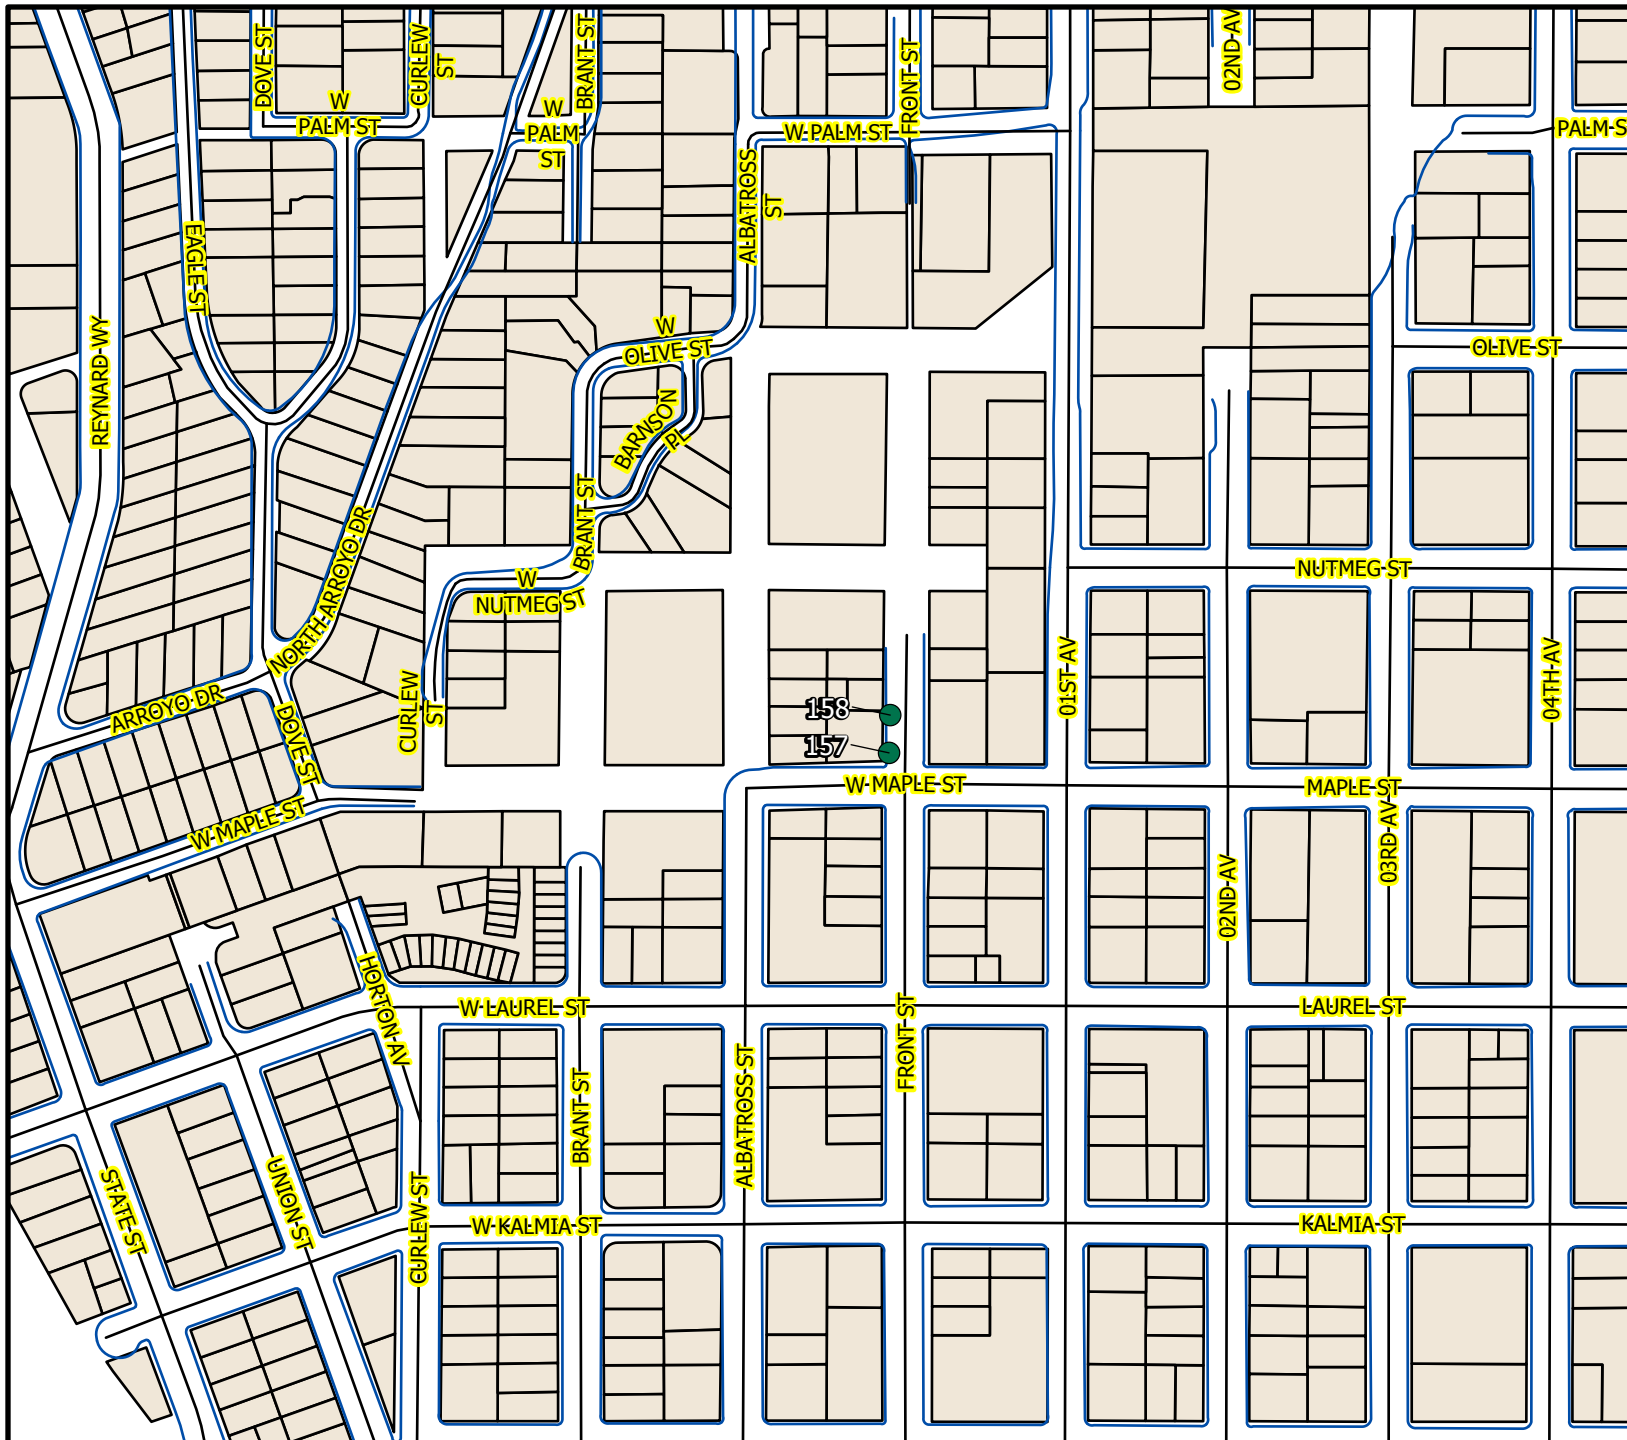 DOVE ST
CURLEW
ST
BRANT ST
FRONT ST
02ND AV
W
PALM ST
W
PALM
ST
W PALM ST
PALM S
EAGLE ST
ALBATROSS
ST
REYNARD WY
W
OLIVE ST
OLIVE ST
BARNSON
PL
NORTH ARROYO DR
BRANT ST
W
NUTMEG ST
NUTMEG ST
ARROYO DR
DOVE ST
CURLEW
ST
01ST AV
04TH AV
158
157
W MAPLE ST
MAPLE ST
W MAPLE ST
03RD AV
02ND AV
HORTON AV
W LAUREL ST
LAUREL ST
FRONT ST
ALBATROSS ST
BRANT ST
STATE ST
UNION ST
CURLEW ST
W KALMIA ST
KALMIA ST